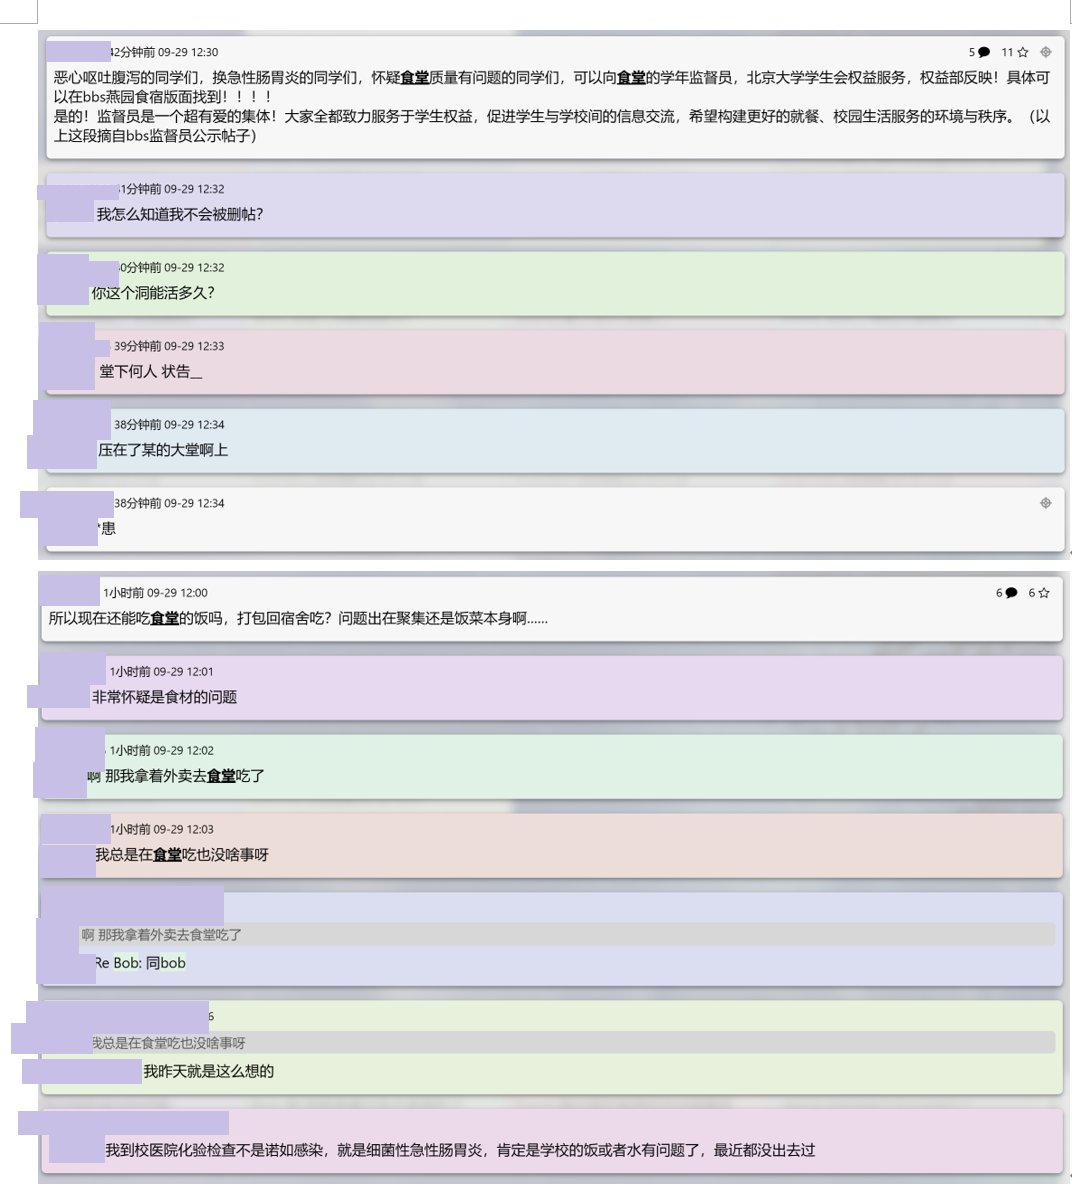 42分钟前 09-29 12:30
5 11
恶心呕吐腹泻的同学们，换急性肠胃炎的同学们，怀疑食堂质量有问题的同学们，可以向食堂的学年监督员，北京大学学生会权益服务，权益部反映！具体可
以在bbs燕园食宿版面找到！！！！
是的！监督员是一个超有爱的集体！大家全都致力服务于学生权益，促进学生与学校间的信息交流，希望构建更好的就餐、校园生活服务的环境与秩序。（以
上这段摘自bbs监督员公示帖子）
1分钟前 09-29 12:32
我怎么知道我不会被删帖？
0分钟前 09-29 12:32
你这个洞能活多久？
39分钟前 09-29 12:33
堂下何人 状告__
38分钟前 09-29 12:34
压在了某的大堂啊上
38分钟前 09-29 12:34
患
1小时前 09-29 12:00
6 6
所以现在还能吃食堂的饭吗，打包回宿舍吃？问题出在聚集还是饭菜本身啊......
1小时前 09-29 12:01
非常怀疑是食材的问题
1小时前 09-29 12:02
啊 那我拿着外卖去食堂吃了
1小时前 09-29 12:03
我总是在食堂吃也没啥事呀
啊 那我拿着外卖去食堂吃了
Re Bob: 同bob
6
我总是在食堂吃也没啥事呀
我昨天就是这么想的
我到校医院化验检查不是诺如感染，就是细菌性急性肠胃炎，肯定是学校的饭或者水有问题了，最近都没出去过